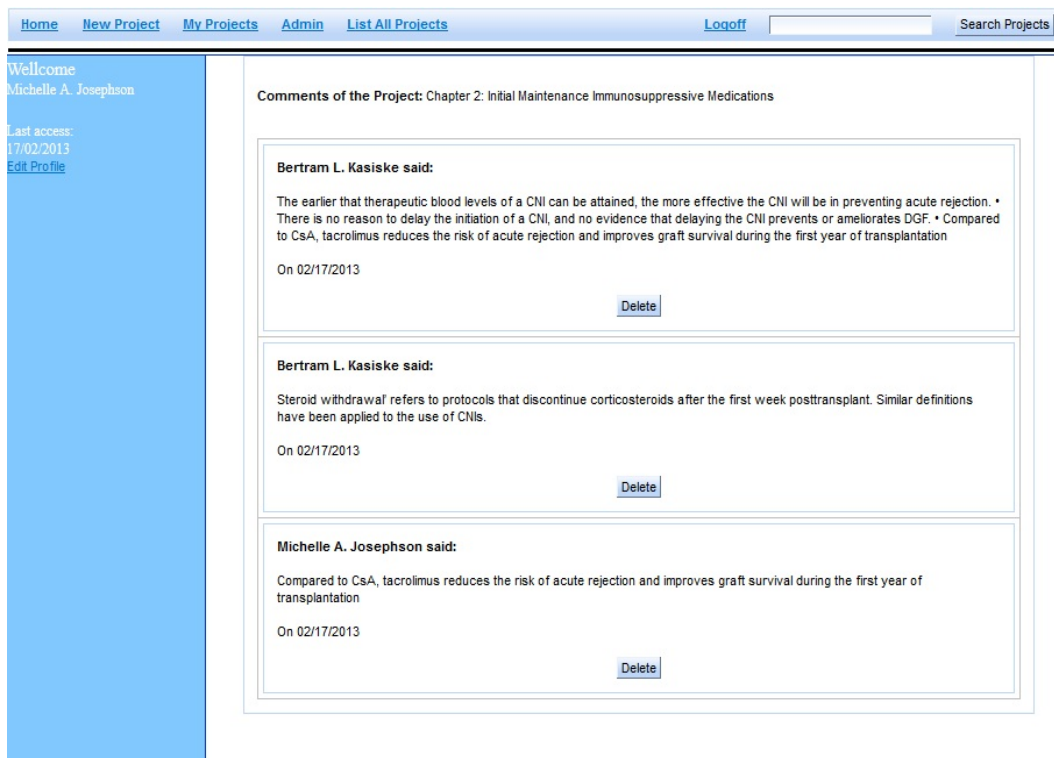 Home New Project My Projects Admin List All Projects Logoff Search Projects
Wellcome
Michelle A. Josephson
Last access:
17/02/2013
Edit Profile
Comments of the Project: Chapter 2: Initial Maintenance Immunosuppressive Medications
Bertram L. Kasiske said:
The earlier that therapeutic blood levels of a CNI can be attained, the more effective the CNI will be in preventing acute rejection. •
There is no reason to delay the initiation of a CNI, and no evidence that delaying the CNI prevents or ameliorates DGF. • Compared
to CsA, tacrolimus reduces the risk of acute rejection and improves graft survival during the first year of transplantation
On 02/17/2013
Delete
Bertram L. Kasiske said:
Steroid withdrawal' refers to protocols that discontinue corticosteroids after the first week posttransplant. Similar definitions
have been applied to the use of CNIs.
On 02/17/2013
Delete
Michelle A. Josephson said:
Compared to CsA, tacrolimus reduces the risk of acute rejection and improves graft survival during the first year of
transplantation
On 02/17/2013
Delete